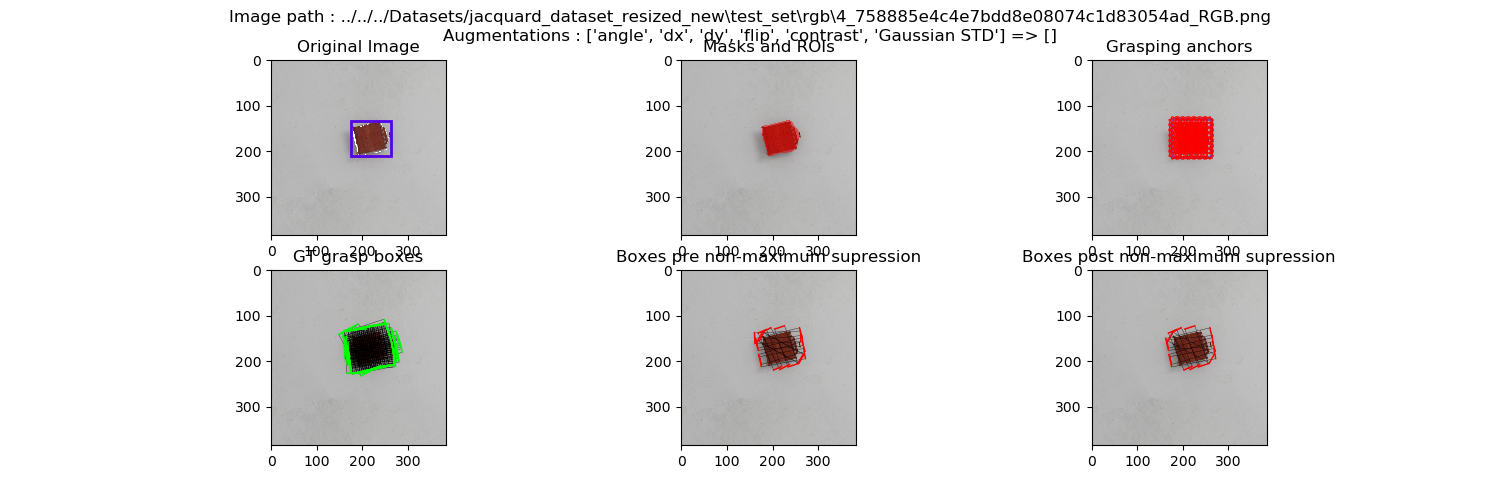 Image path : ../../../Datasets/jacquard_dataset_resized_new\test_set\rgb\4_758885e4c4e7bdd8e08074c1d83054ad_RGB.png
Augmentations : ['angle', 'dx', 'dy', 'flip', 'contrast', 'Gaussian STD'] => []
Original Image
Masks and ROIs
Grasping anchors
0
100
200
300
0 100 200 300
0
100
200
300
0 100 200 300
0
100
200
300
0 100 200 300
GT grasp boxes
Boxes pre non-maximum supression
Boxes post non-maximum supression
0
100
200
300
0 100 200 300
0
100
200
300
0 100 200 300
0
100
200
300
0 100 200 300